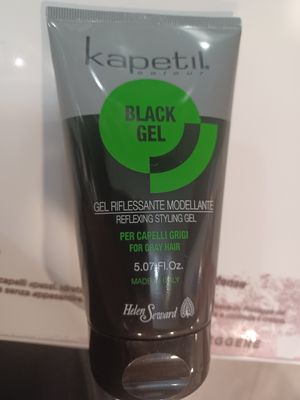 kapetil.
colour
BLACK
GEL
GEL RIFLESSANTE MODELLANTE
REFLEXING STYLING GEL
PER CAPELLI GRIGI
FOR GRAY HAIR
5.07 Fl.Oz.
MADE IN ITALY
Helen Seward